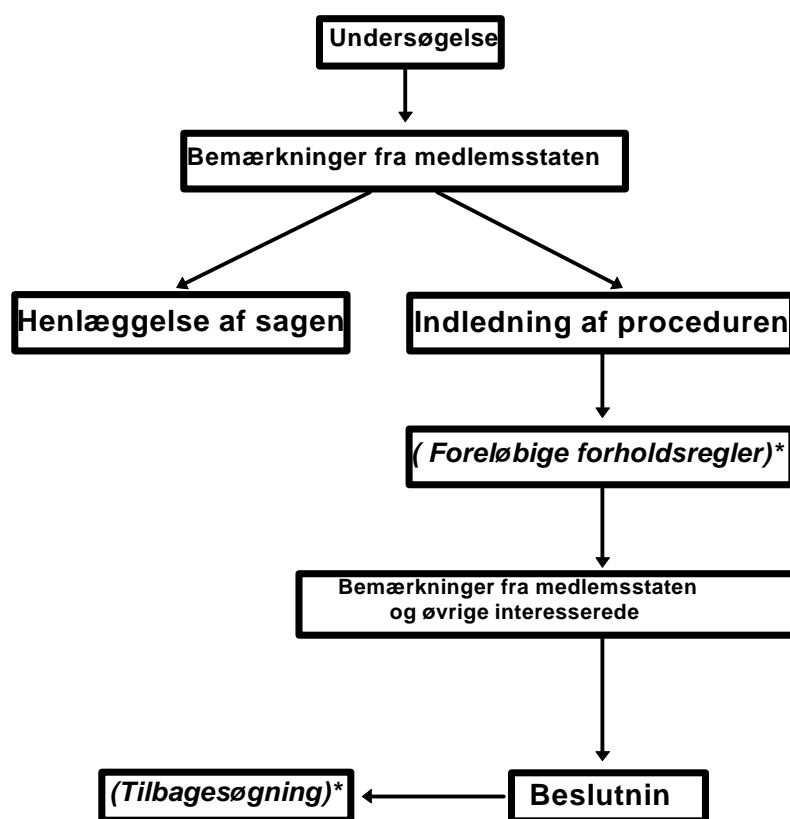 Undersøgelse
Bemærkninger fra medlemsstaten
Henlæggelse af sagen
Indledning af proceduren
( Foreløbige forholdsregler)*
Bemærkninger fra medlemsstaten
og øvrige interesserede
(Tilbagesøgning)*
Beslutnin